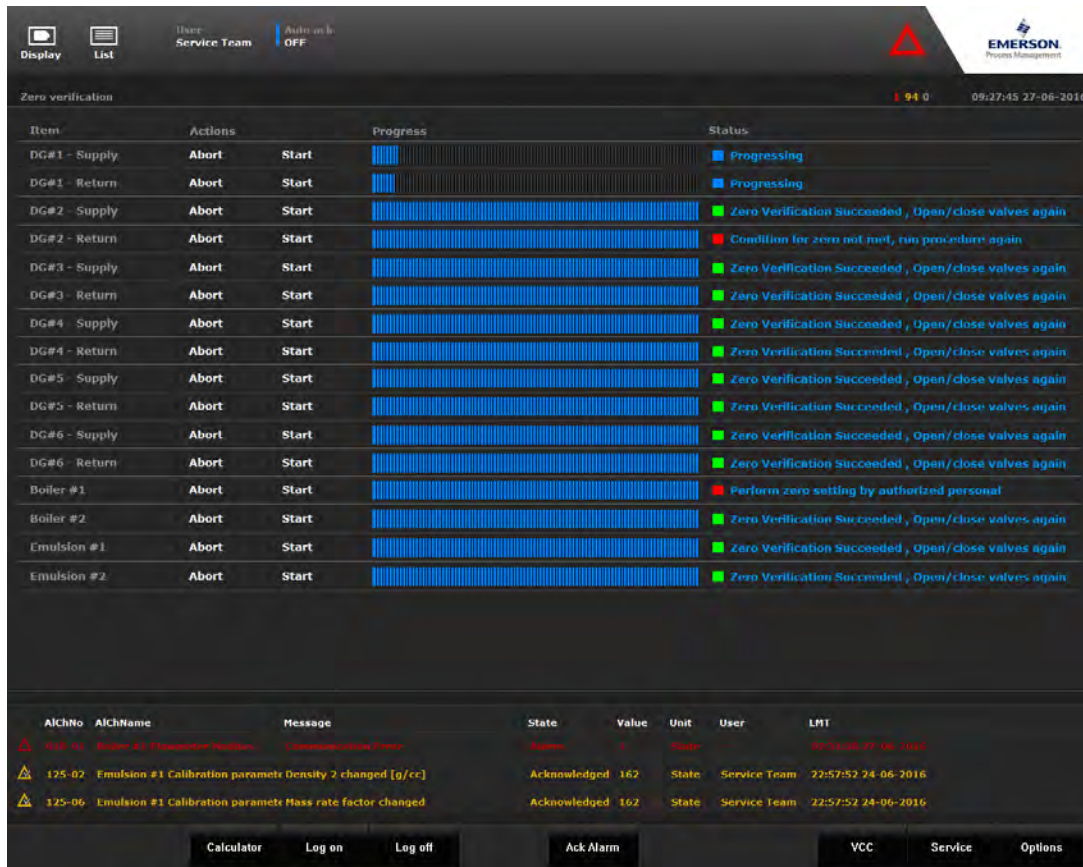 User Auto ack
Display List Service Team OFF
EMERSON.
Process Management
Zero verification 94 0 09:27:45 27-06-2016
Item Actions Progress Status
DG#1 - Supply Abort Start Progressing
DG#1 - Return Abort Start Progressing
DG#2 - Supply Abort Start Zero Verification Succeeded , Open/close valves again
DG#2 - Return Abort Start Condition for zero not met, run procedure again
DG#3 - Supply Abort Start Zero Verification Succeeded , Open/close valves again
DG#3 - Return Abort Start Zero Verification Succeeded , Open/close valves again
DG#4 - Supply Abort Start Zero Verification Succeeded , Open/close valves again
DG#4 - Return Abort Start Zero Verification Succeeded , Open/close valves again
DG#5 - Supply Abort Start Zero Verification Succeeded , Open/close valves again
DG#5 - Return Abort Start Zero Verification Succeeded , Open/close valves again
DG#6 - Supply Abort Start Zero Verification Succeeded , Open/close valves again
DG#6 - Return Abort Start Zero Verification Succeeded , Open/close valves again
Boiler #1 Abort Start Perform zero setting by authorized personal
Boiler #2 Abort Start Zero Verification Succeeded , Open/close valves again
Emulsion #1 Abort Start Zero Verification Succeeded , Open/close valves again
Emulsion #2 Abort Start Zero Verification Succeeded , Open/close valves again
AlChNo AlChName Message State Value Unit User LMT
Communication Error State
125-02 Emulsion #1 Calibration paramete Density 2 changed [g/cc] Acknowledged 162 State Service Team 22:57:52 24-06-2016
125-06 Emulsion #1 Calibration paramete Mass rate factor changed Acknowledged 162 State Service Team 22:57:52 24-06-2016
Calculator Log on Log off Ack Alarm VCC Service Options